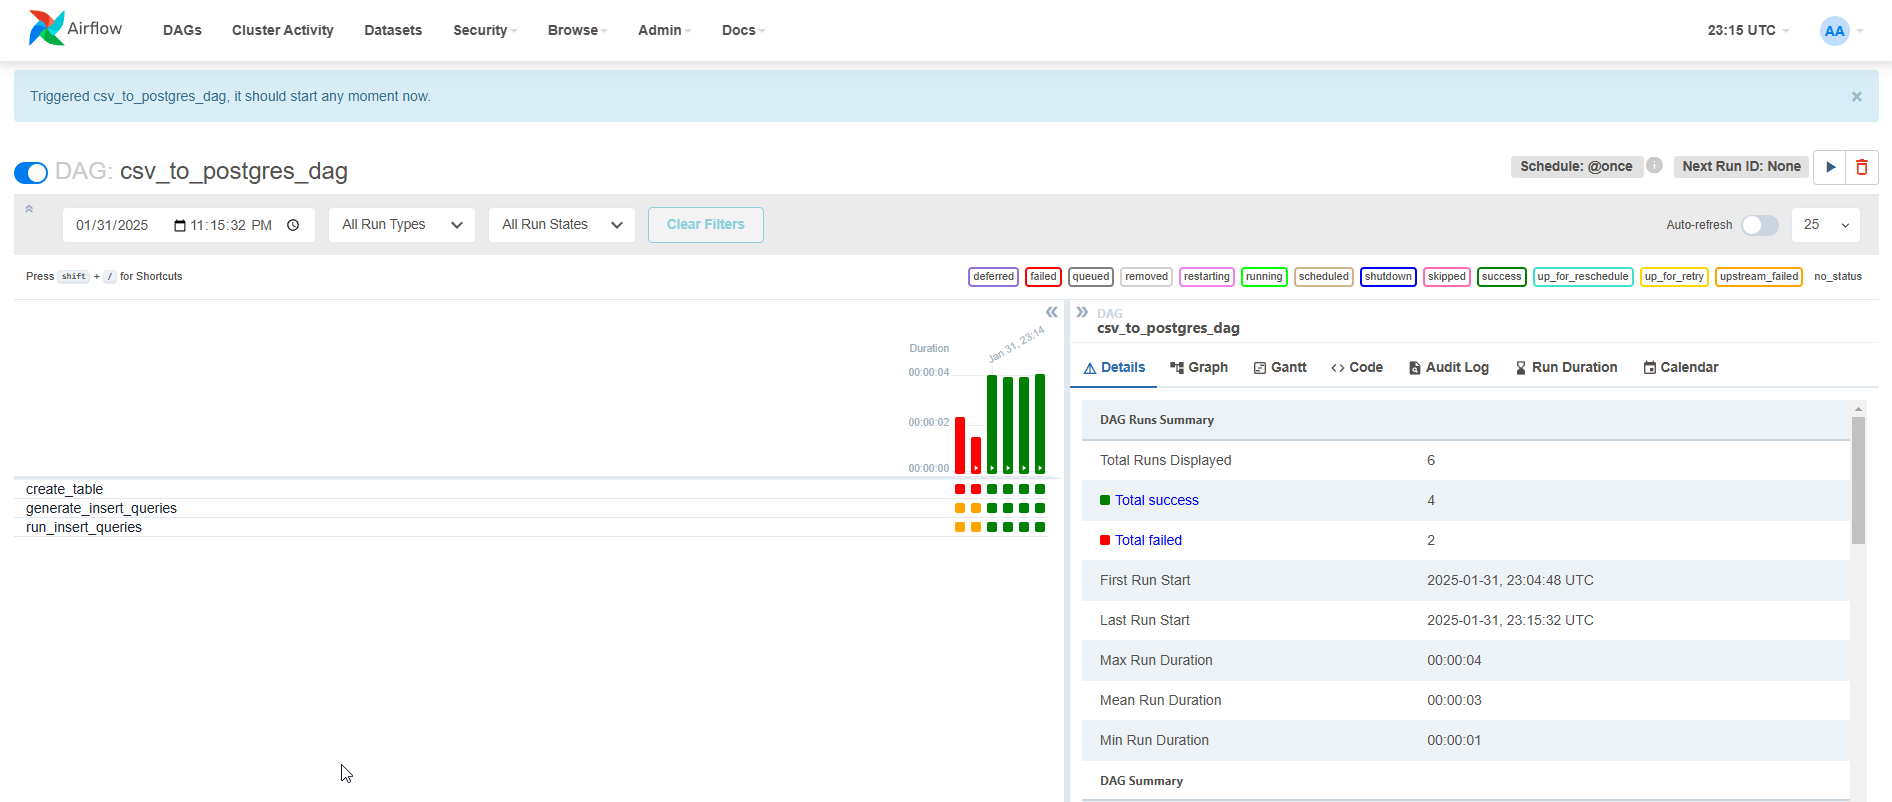 Airflow DAGs Cluster Activity Datasets Security Browse Admin Docs 23:15 UTC AA
Triggered csv_to_postgres_dag, it should start any moment now. ×
DAG: csv_to_postgres_dag Schedule: @once i Next Run ID: None
01/31/2025 11:15:32 PM All Run Types All Run States Clear Filters Auto-refresh 25
Press shift + / for Shortcuts deferred failed queued removed restarting running scheduled shutdown skipped success up_for_reschedule up_for_retry upstream_failed no_status
Duration
Jan 31, 23:14
00:00:04
00:00:02
00:00:00
create_table
generate_insert_queries
run_insert_queries
DAG
csv_to_postgres_dag
Details Graph Gantt <> Code Audit Log Run Duration Calendar
DAG Runs Summary
Total Runs Displayed 6
Total success 4
Total failed 2
First Run Start 2025-01-31, 23:04:48 UTC
Last Run Start 2025-01-31, 23:15:32 UTC
Max Run Duration 00:00:04
Mean Run Duration 00:00:03
Min Run Duration 00:00:01
DAG Summary